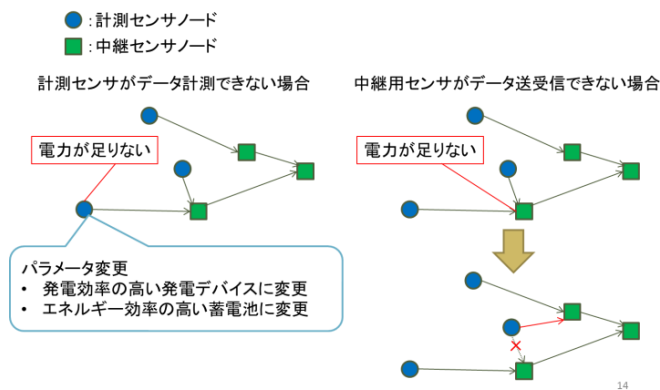 ：計測センサノード
：中継センサノード
計測センサがデータ計測できない場合
中継用センサがデータ送受信できない場合
電力が足りない
電力が足りない
パラメータ変更
• 発電効率の高い発電デバイスに変更
• エネルギー効率の高い蓄電池に変更
14